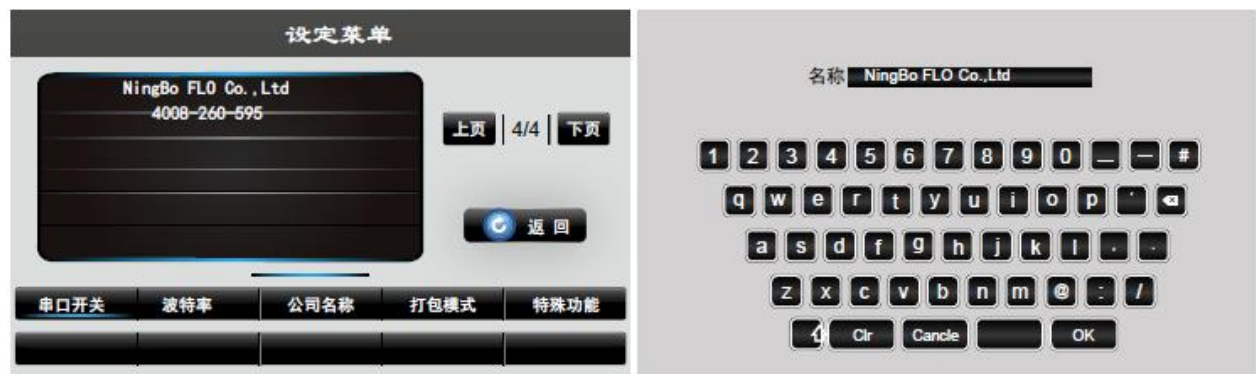 设定菜单
NingBo FLO Co.,Ltd
4008-260-595
上页 4/4 下页
返回
串口开关 波特率 公司名称 打包模式 特殊功能
名称 NingBo FLO Co.,Ltd
1 2 3 4 5 6 7 8 9 0 _ — #
q w e r t y u i o p '
a s d f g h j k l . .
z x c v b n m @ : /
Clr Cancle OK